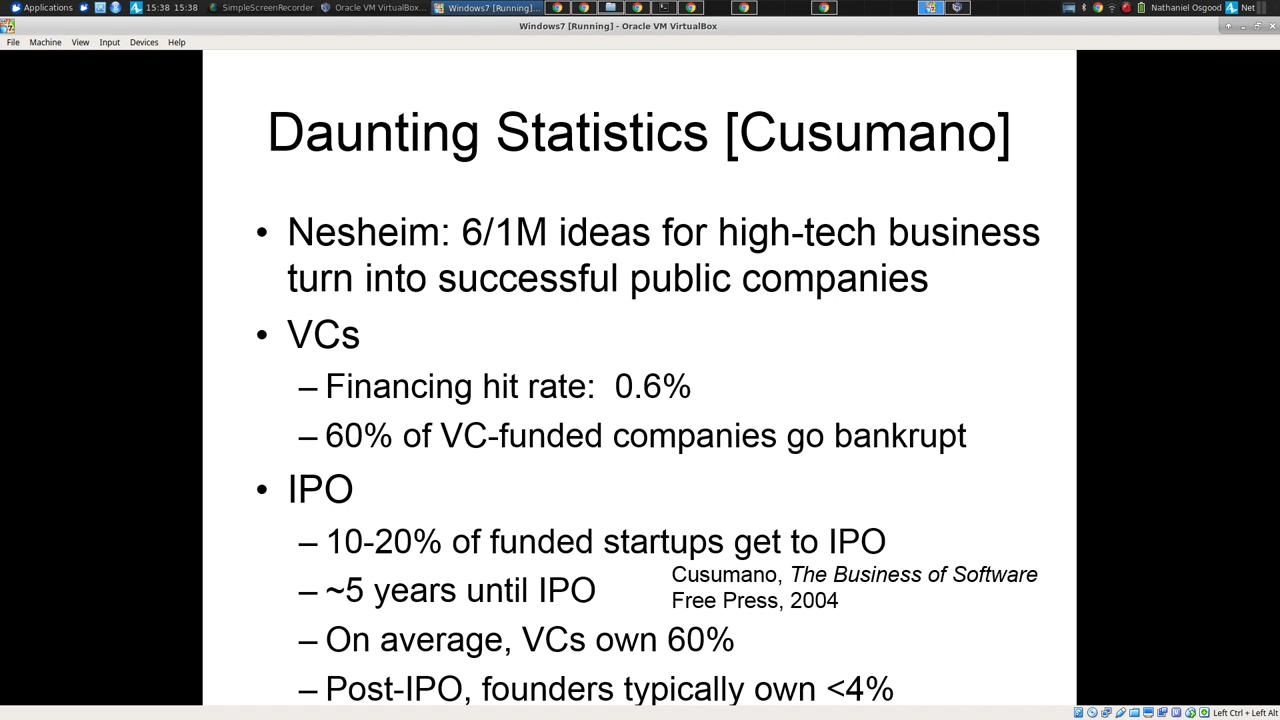 Applications
15:38 15:38
SimpleScreenRecorder
Oracle VM VirtualBox...
Windows7 [Running]...
Nathaniel Osgood
Net
Windows7 [Running] - Oracle VM VirtualBox
File Machine View Input Devices Help
Daunting Statistics [Cusumano]
• Nesheim: 6/1M ideas for high-tech business
turn into successful public companies
• VCs
– Financing hit rate: 0.6%
– 60% of VC-funded companies go bankrupt
• IPO
– 10-20% of funded startups get to IPO
– ~5 years until IPO
Cusumano, The Business of Software
Free Press, 2004
– On average, VCs own 60%
– Post-IPO, founders typically own <4%
Left Ctrl + Left Alt